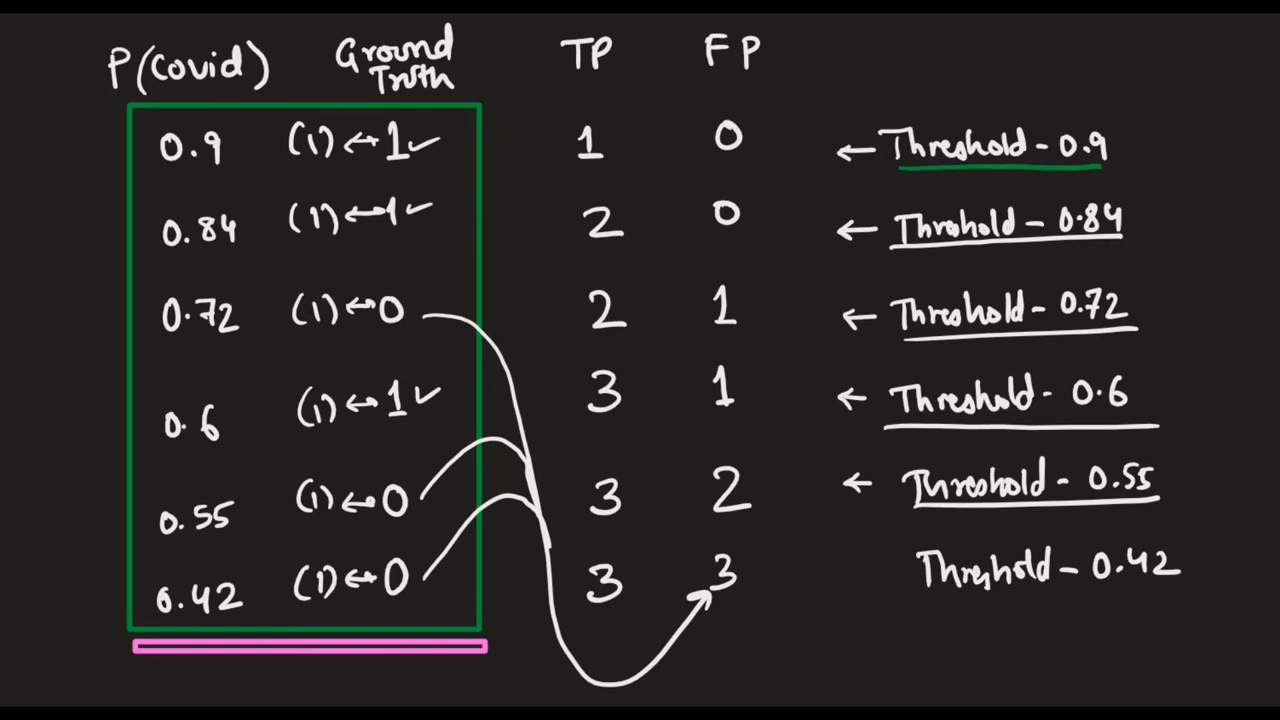 P(Covid) Ground Truth TP FP
0.9 (1) ↔ 1 ✓ 1 0 ← Threshold - 0.9
0.84 (1) ↔ 1 ✓ 2 0 ← Threshold - 0.84
0.72 (1) ↔ 0 2 1 ← Threshold - 0.72
0.6 (1) ↔ 1 ✓ 3 1 ← Threshold - 0.6
0.55 (1) ↔ 0 3 2 ← Threshold - 0.55
0.42 (1) ↔ 0 3 3 Threshold - 0.42